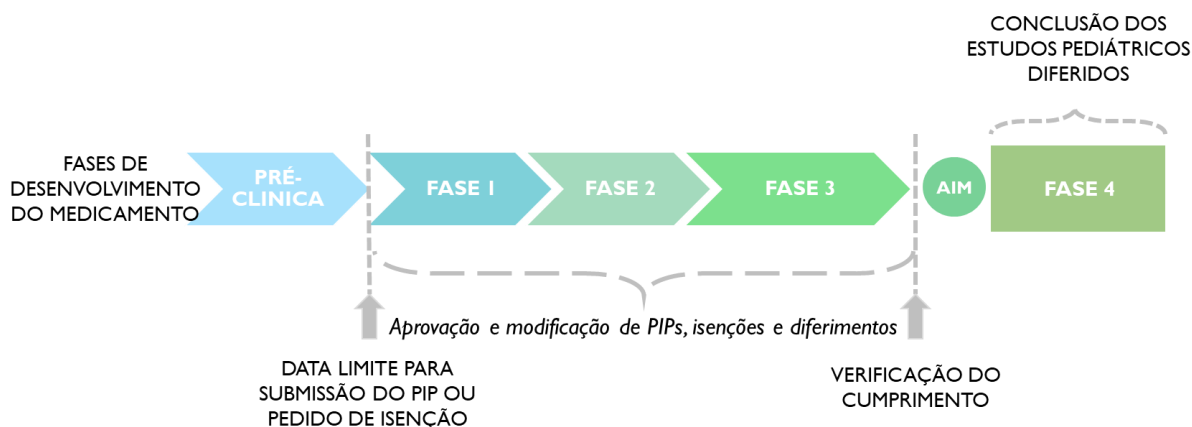 CONCLUSÃO DOS
ESTUDOS PEDIÁTRICOS
DIFERIDOS
FASES DE
DESENVOLVIMENTO
DO MEDICAMENTO
PRÉ-
CLINICA
FASE 1
FASE 2
FASE 3
AIM
FASE 4
Aprovação e modificação de PIPs, isenções e diferimentos
DATA LIMITE PARA
SUBMISSÃO DO PIP OU
PEDIDO DE ISENÇÃO
VERIFICAÇÃO DO
CUMPRIMENTO